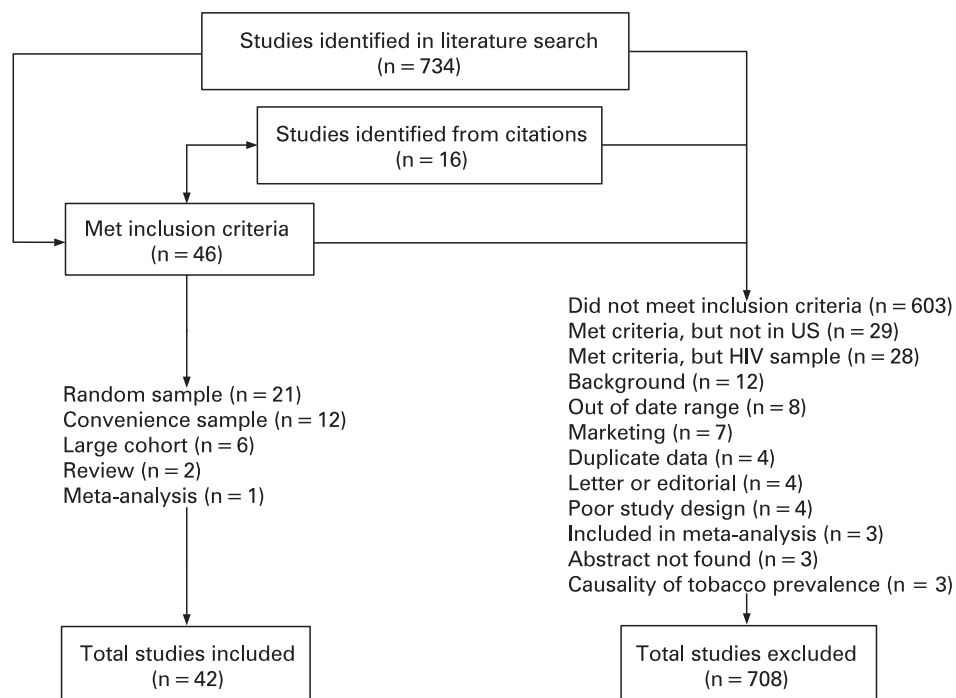 Studies identified in literature search
(n = 734)
Studies identified from citations
(n = 16)
Met inclusion criteria
(n = 46)
Random sample (n = 21)
Convenience sample (n = 12)
Large cohort (n = 6)
Review (n = 2)
Meta-analysis (n = 1)
Did not meet inclusion criteria (n = 603)
Met criteria, but not in US (n = 29)
Met criteria, but HIV sample (n = 28)
Background (n = 12)
Out of date range (n = 8)
Marketing (n = 7)
Duplicate data (n = 4)
Letter or editorial (n = 4)
Poor study design (n = 4)
Included in meta-analysis (n = 3)
Abstract not found (n = 3)
Causality of tobacco prevalence (n = 3)
Total studies included
(n = 42)
Total studies excluded
(n = 708)